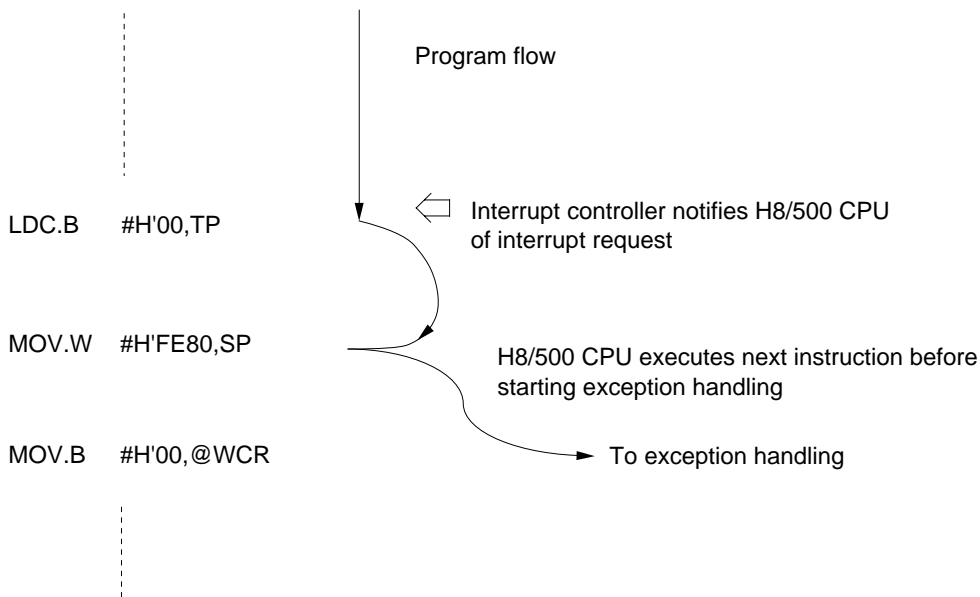 Program flow
LDC.B #H'00,TP
Interrupt controller notifies H8/500 CPU
of interrupt request
MOV.W #H'FE80,SP
H8/500 CPU executes next instruction before
starting exception handling
MOV.B #H'00,@WCR
To exception handling